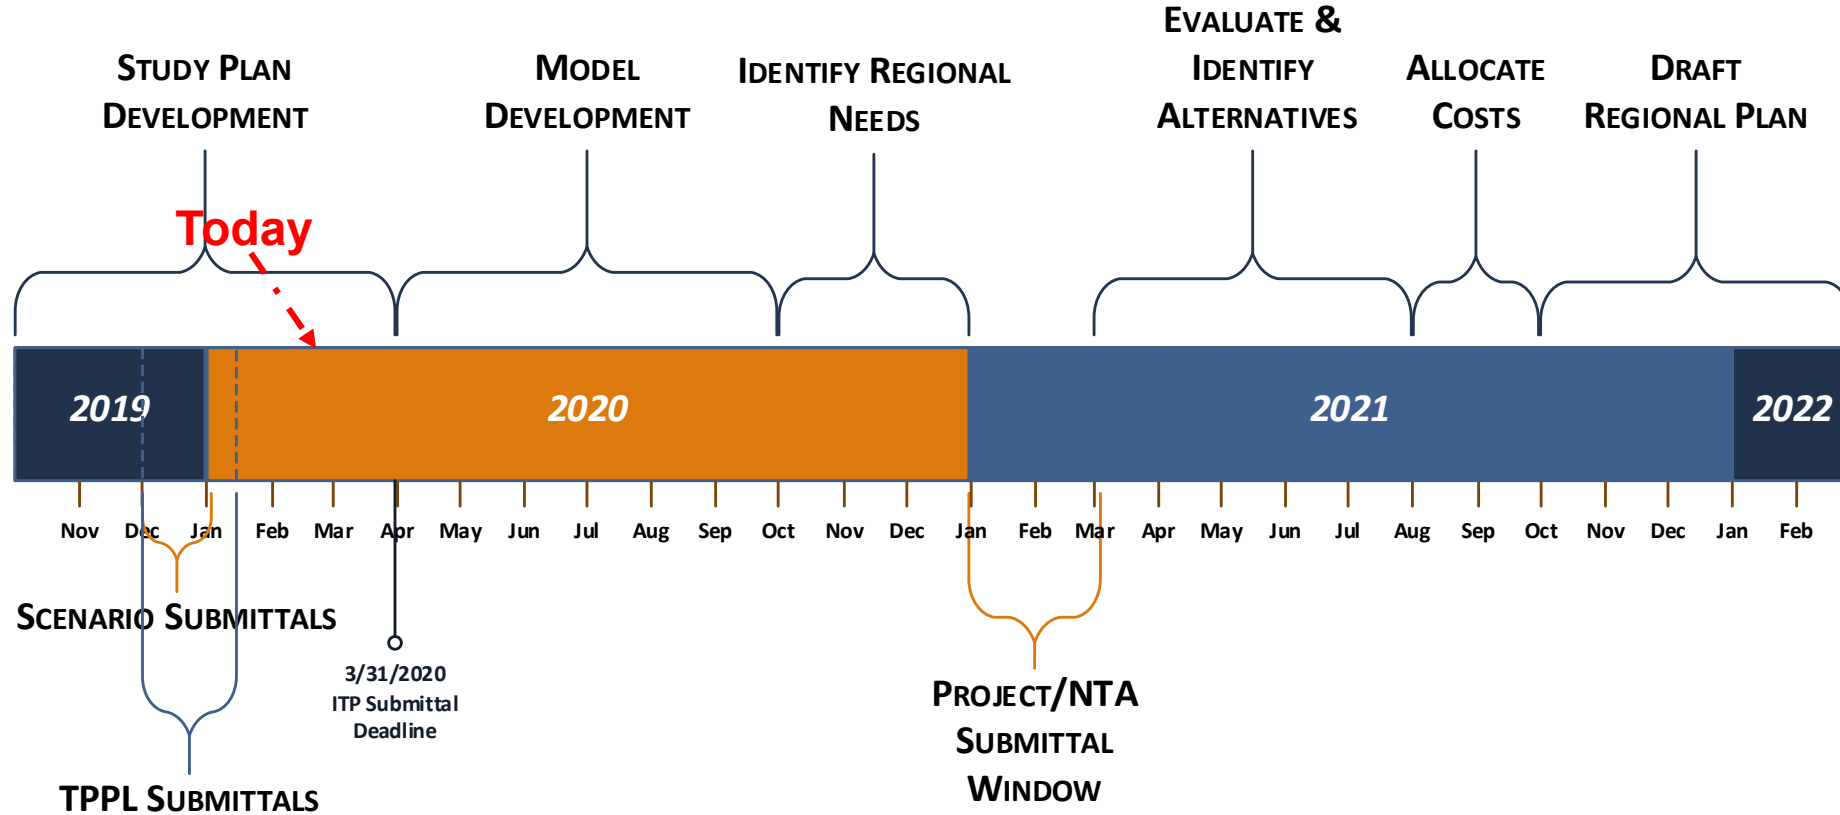 STUDY PLAN
DEVELOPMENT
MODEL
DEVELOPMENT
IDENTIFY REGIONAL
NEEDS
EVALUATE &
IDENTIFY
ALTERNATIVES
ALLOCATE
COSTS
DRAFT
REGIONAL PLAN
Today
2019
2020
2021
2022
Nov Dec Jan Feb Mar Apr May Jun Jul Aug Sep Oct Nov Dec Jan Feb Mar Apr May Jun Jul Aug Sep Oct Nov Dec Jan Feb
SCENARIO SUBMITTALS
3/31/2020
ITP Submittal
Deadline
TPPL SUBMITTALS
PROJECT/NTA
SUBMITTAL
WINDOW